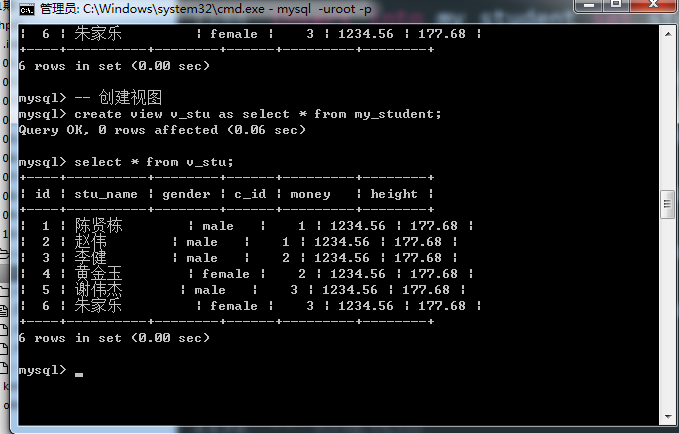 管理员: C:\Windows\system32\cmd.exe - mysql -uroot -p
| 6 | 朱家乐 | female | 3 | 1234.56 | 177.68 |
+----+----------+--------+------+---------+--------+
6 rows in set (0.00 sec)
mysql> -- 创建视图
mysql> create view v_stu as select * from my_student;
Query OK, 0 rows affected (0.06 sec)
mysql> select * from v_stu;
+----+----------+--------+------+---------+--------+
| id | stu_name | gender | c_id | money | height |
+----+----------+--------+------+---------+--------+
| 1 | 陈贤栋 | male | 1 | 1234.56 | 177.68 |
| 2 | 赵伟 | male | 1 | 1234.56 | 177.68 |
| 3 | 李健 | male | 2 | 1234.56 | 177.68 |
| 4 | 黄金玉 | female | 2 | 1234.56 | 177.68 |
| 5 | 谢伟杰 | male | 3 | 1234.56 | 177.68 |
| 6 | 朱家乐 | female | 3 | 1234.56 | 177.68 |
+----+----------+--------+------+---------+--------+
6 rows in set (0.00 sec)
mysql>